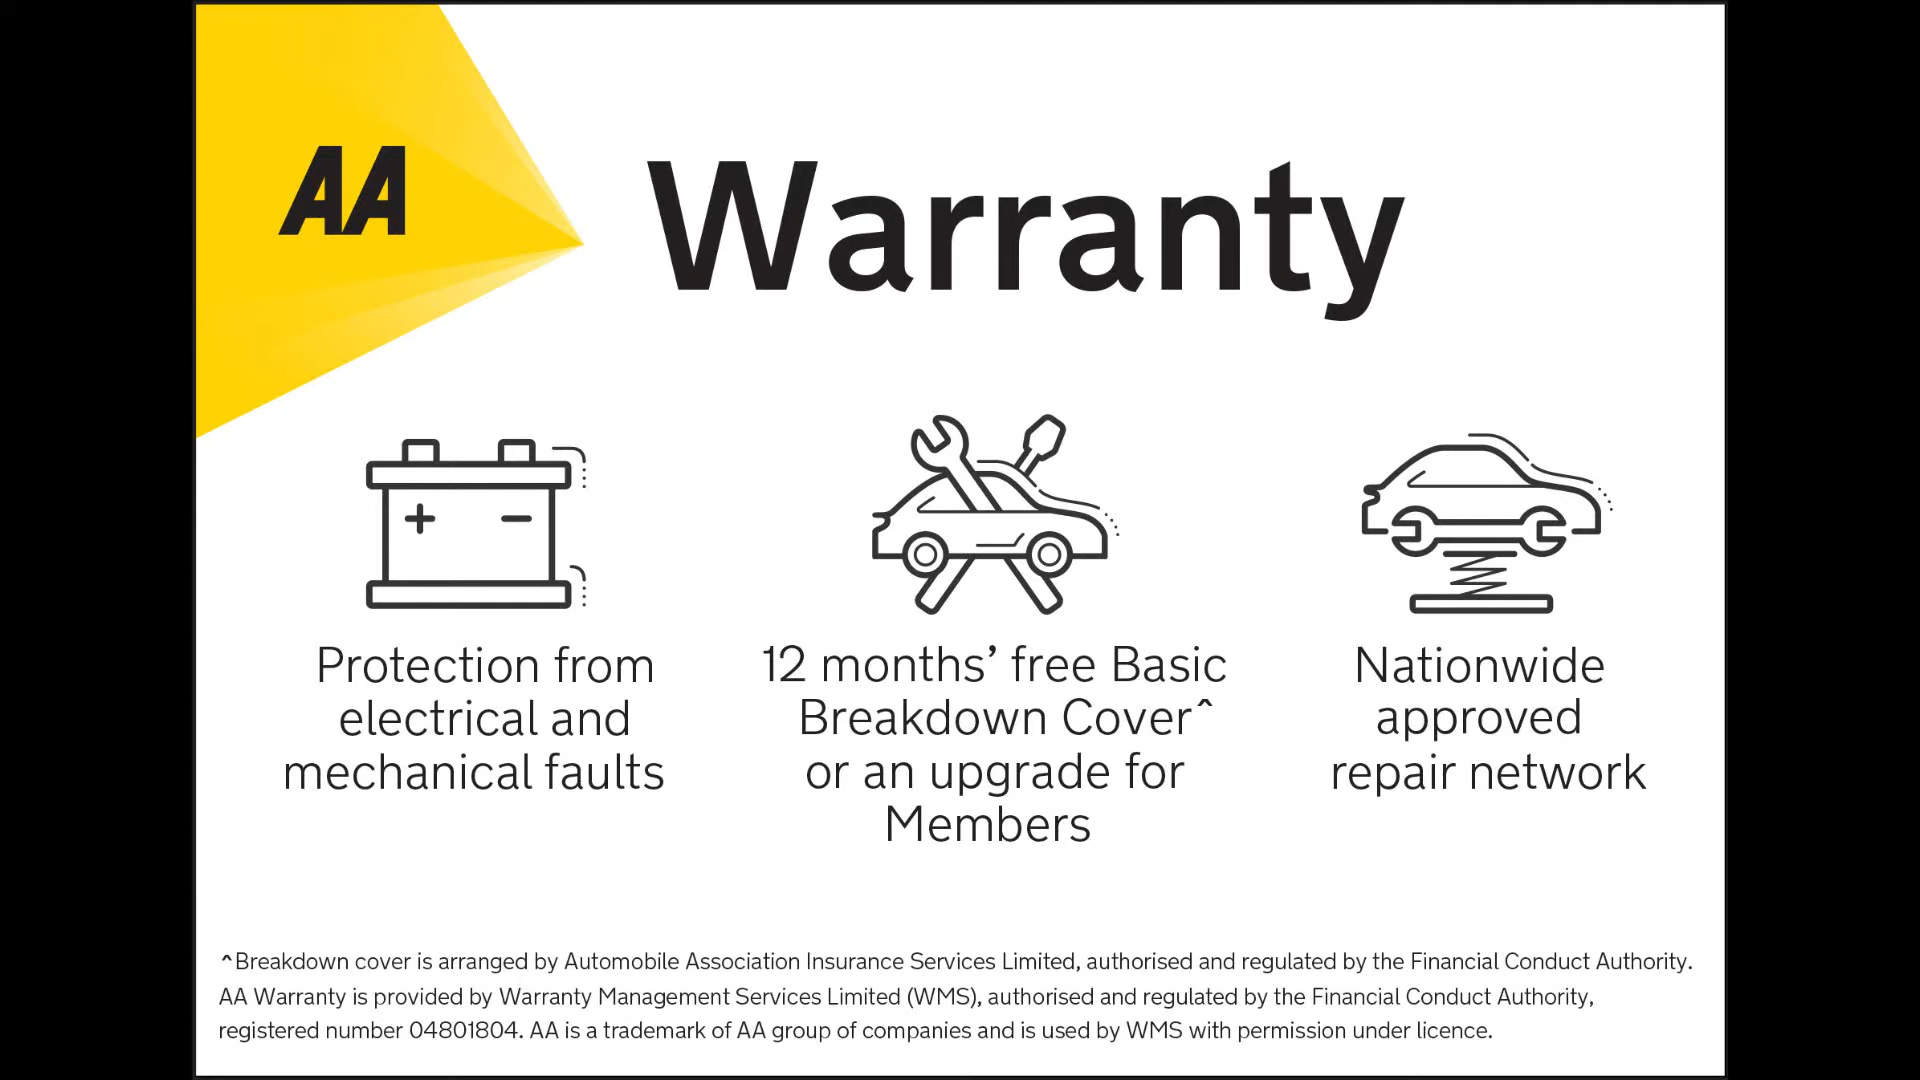 AA
Warranty
+ −
Protection from
electrical and
mechanical faults
12 months’ free Basic
Breakdown Cover^
or an upgrade for
Members
Nationwide
approved
repair network
^Breakdown cover is arranged by Automobile Association Insurance Services Limited, authorised and regulated by the Financial Conduct Authority.
AA Warranty is provided by Warranty Management Services Limited (WMS), authorised and regulated by the Financial Conduct Authority,
registered number 04801804. AA is a trademark of AA group of companies and is used by WMS with permission under licence.